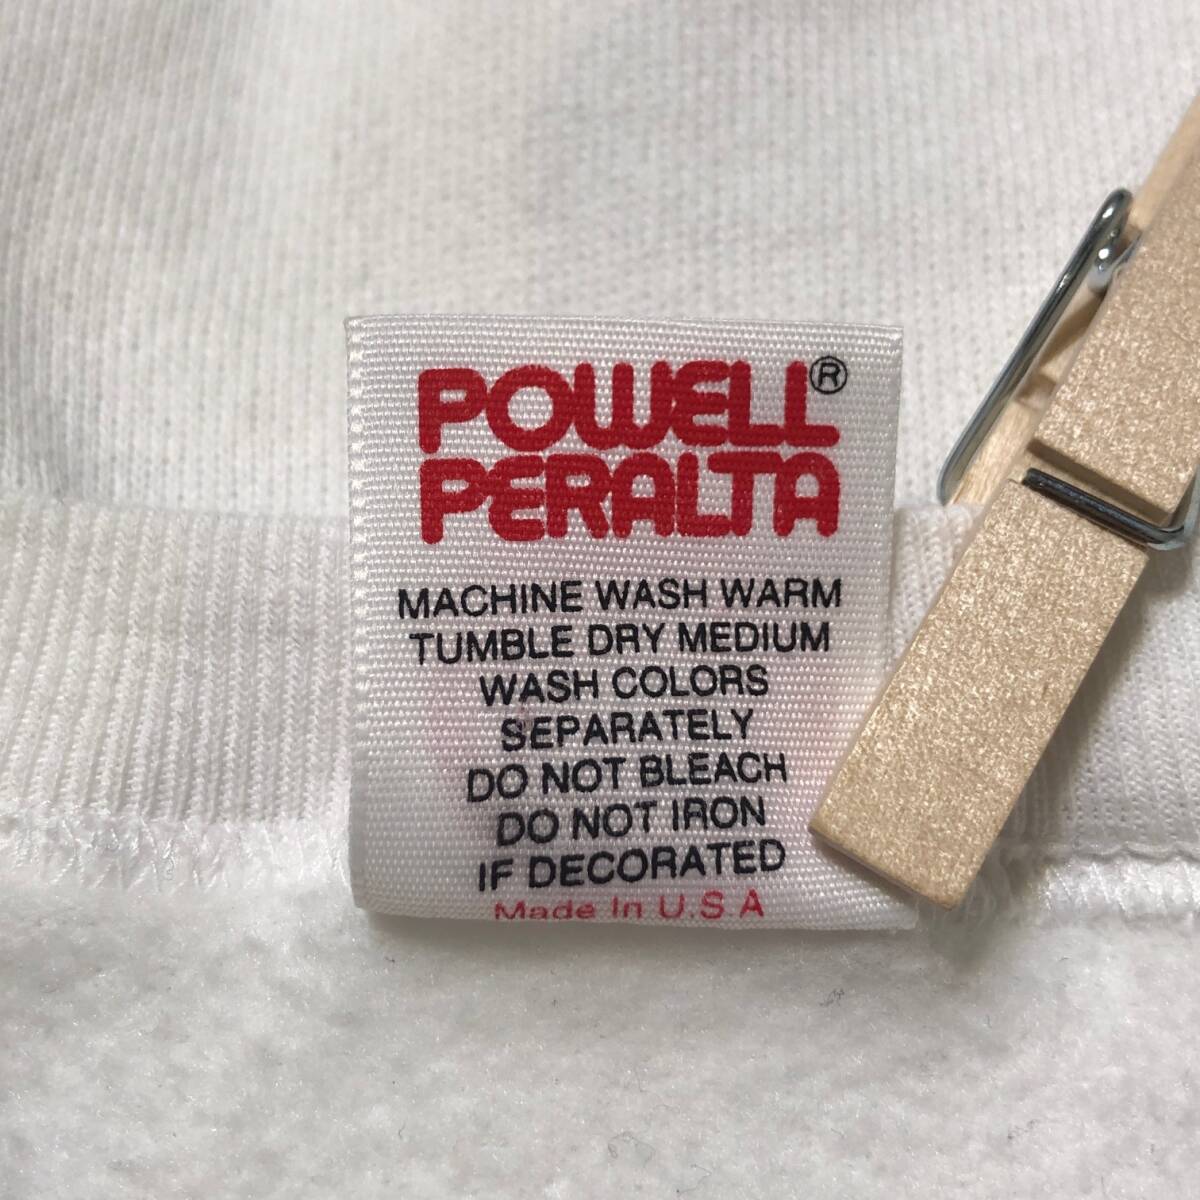 POWELL®
PERALTA
MACHINE WASH WARM
TUMBLE DRY MEDIUM
WASH COLORS
SEPARATELY
DO NOT BLEACH
DO NOT IRON
IF DECORATED
Made In U.S.A